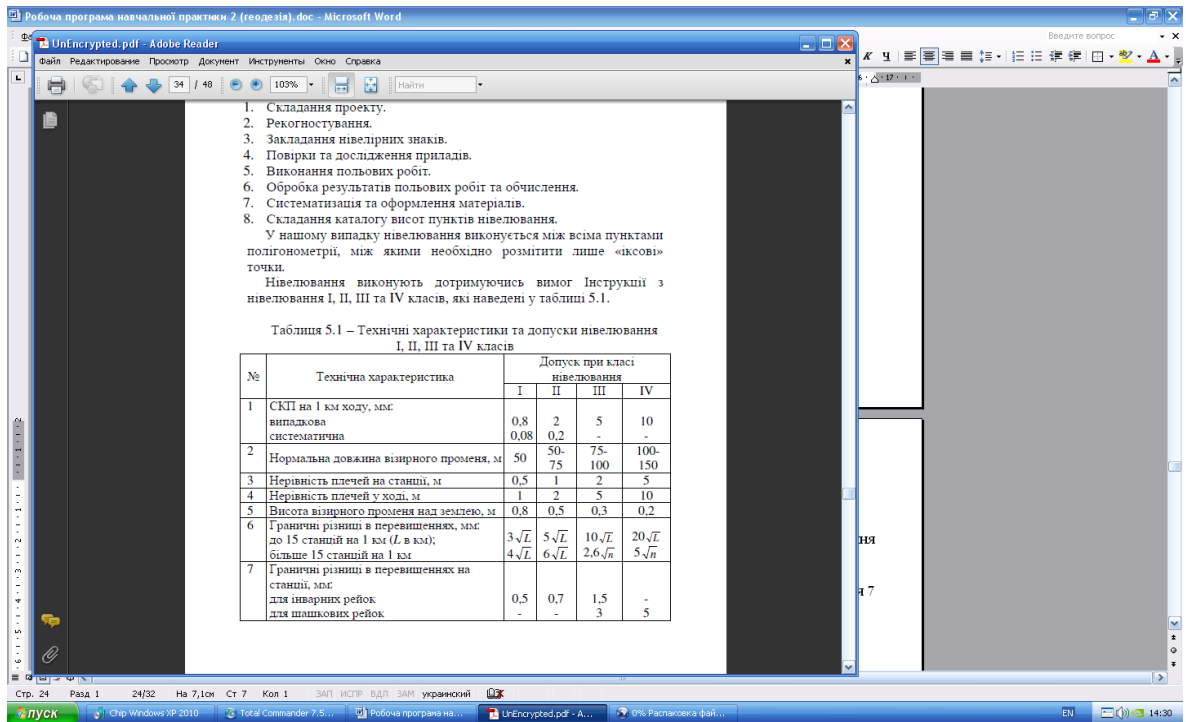 Робоча програма навчальної практики 2 (геодезія).doc - Microsoft Word
Введите вопрос
UnEncrypted.pdf - Adobe Reader
Файл Редактирование Просмотр Документ Инструменты Окно Справка
34 / 48 103% Найти
К Ч
17
1. Складання проекту.
2. Рекогностування.
3. Закладання нівелірних знаків.
4. Повірки та дослідження приладів.
5. Виконання польових робіт.
6. Обробка результатів польових робіт та обчислення.
7. Систематизація та оформлення матеріалів.
8. Складання каталогу висот пунктів нівелювання.
У нашому випадку нівелювання виконується між всіма пунктами
полігонометрії, між якими необхідно розмітити лише «іксові»
точки.
Нівелювання виконують дотримуючись вимог Інструкції з
нівелювання I, II, III та IV класів, які наведені у таблиці 5.1.
Таблиця 5.1 – Технічні характеристики та допуски нівелювання
I, II, III та IV класів
№ Технічна характеристика Допуск при класі
нівелювання
I II III IV
1 СКП на 1 км ходу, мм:
випадкова 0,8 2 5 10
систематична 0,08 0,2 - -
2 Нормальна довжина візирного променя, м 50 50-75 75-100 100-150
3 Нерівність плечей на станції, м 0,5 1 2 5
4 Нерівність плечей у ході, м 1 2 5 10
5 Висота візирного променя над землею, м 0,8 0,5 0,3 0,2
6 Граничні різниці в перевищеннях, мм:
до 15 станцій на 1 км (L в км); 3√L 5√L 10√L 20√L
більше 15 станцій на 1 км 4√L 6√L 2,6√n 5√n
7 Граничні різниці в перевищеннях на
станції, мм:
для інварних рейок 0,5 0,7 1,5 -
для шашкових рейок - - 3 5
ня
я 7
Стр. 24 Разд 1 24/32 На 7,1см Ст 7 Кол 1 ЗАП ИСПР ВДЛ ЗАМ украинский
пуск Chip Windows XP 2010 Total Commander 7.5... Робоча програма на... UnEncrypted.pdf - A... 0% Распаковка фай... EN 14:30